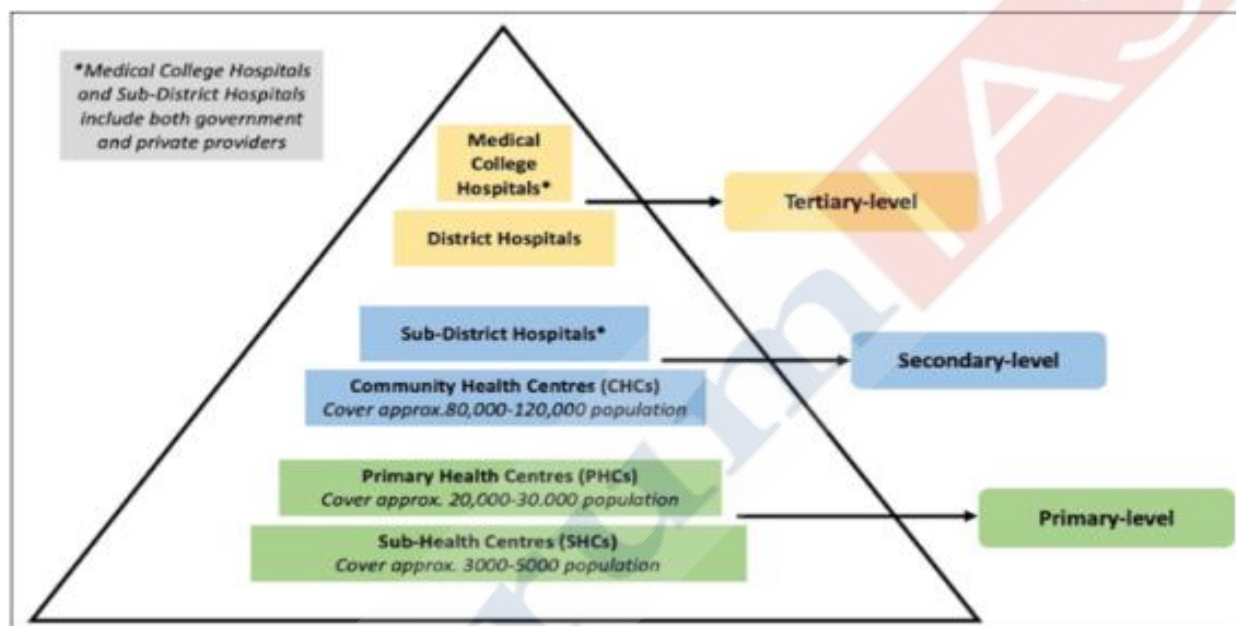 *Medical College Hospitals
and Sub-District Hospitals
include both government
and private providers
Medical
College
Hospitals*
Tertiary-level
District Hospitals
Sub-District Hospitals*
Secondary-level
Community Health Centres (CHCs)
Cover approx.80,000-120,000 population
Primary Health Centres (PHCs)
Cover approx. 20,000-30.000 population
Primary-level
Sub-Health Centres (SHCs)
Cover approx. 3000-5000 population